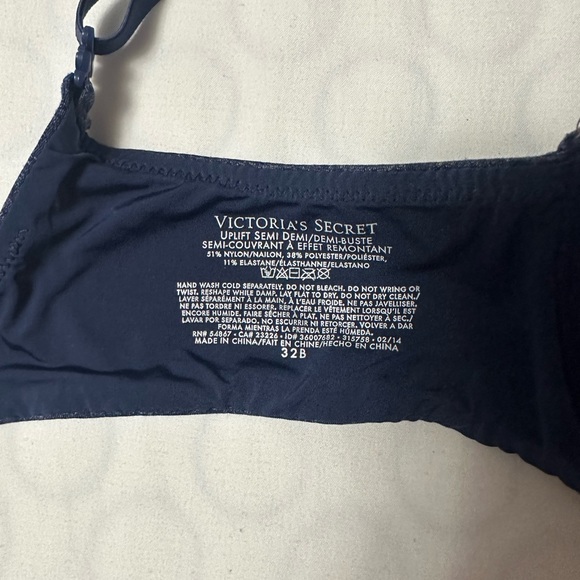 VICTORIA'S SECRET
UPLIFT SEMI DEMI/DEMI-BUSTE
SEMI-COUVRANT À EFFET REMONTANT
51% NYLON/NAILON, 38% POLYESTER/POLIÉSTER,
11% ELASTANE/ÉLASTHANNE/ELASTANO
HAND WASH COLD SEPARATELY. DO NOT BLEACH. DO NOT WRING OR
TWIST. RESHAPE WHILE DAMP. LAY FLAT TO DRY. DO NOT DRY CLEAN./
LAVER SÉPARÉMENT À LA MAIN, À L'EAU FROIDE. NE PAS JAVELLISER.
NE PAS TORDRE NI ESSORER. REPLACER LE VÊTEMENT LORSQU'IL EST
ENCORE HUMIDE. FAIRE SÉCHER À PLAT. NE PAS NETTOYER À SEC./
LAVAR POR SEPARADO. NO ESCURRIR NI RETORCER. VOLVER A DAR
FORMA MIENTRAS LA PRENDA ESTÉ HÚMEDA.
RN# 54867 • CA# 23226 • ID# 36007682 • 315758 • 02/14
MADE IN CHINA/FAIT EN CHINE/HECHO EN CHINA
32B